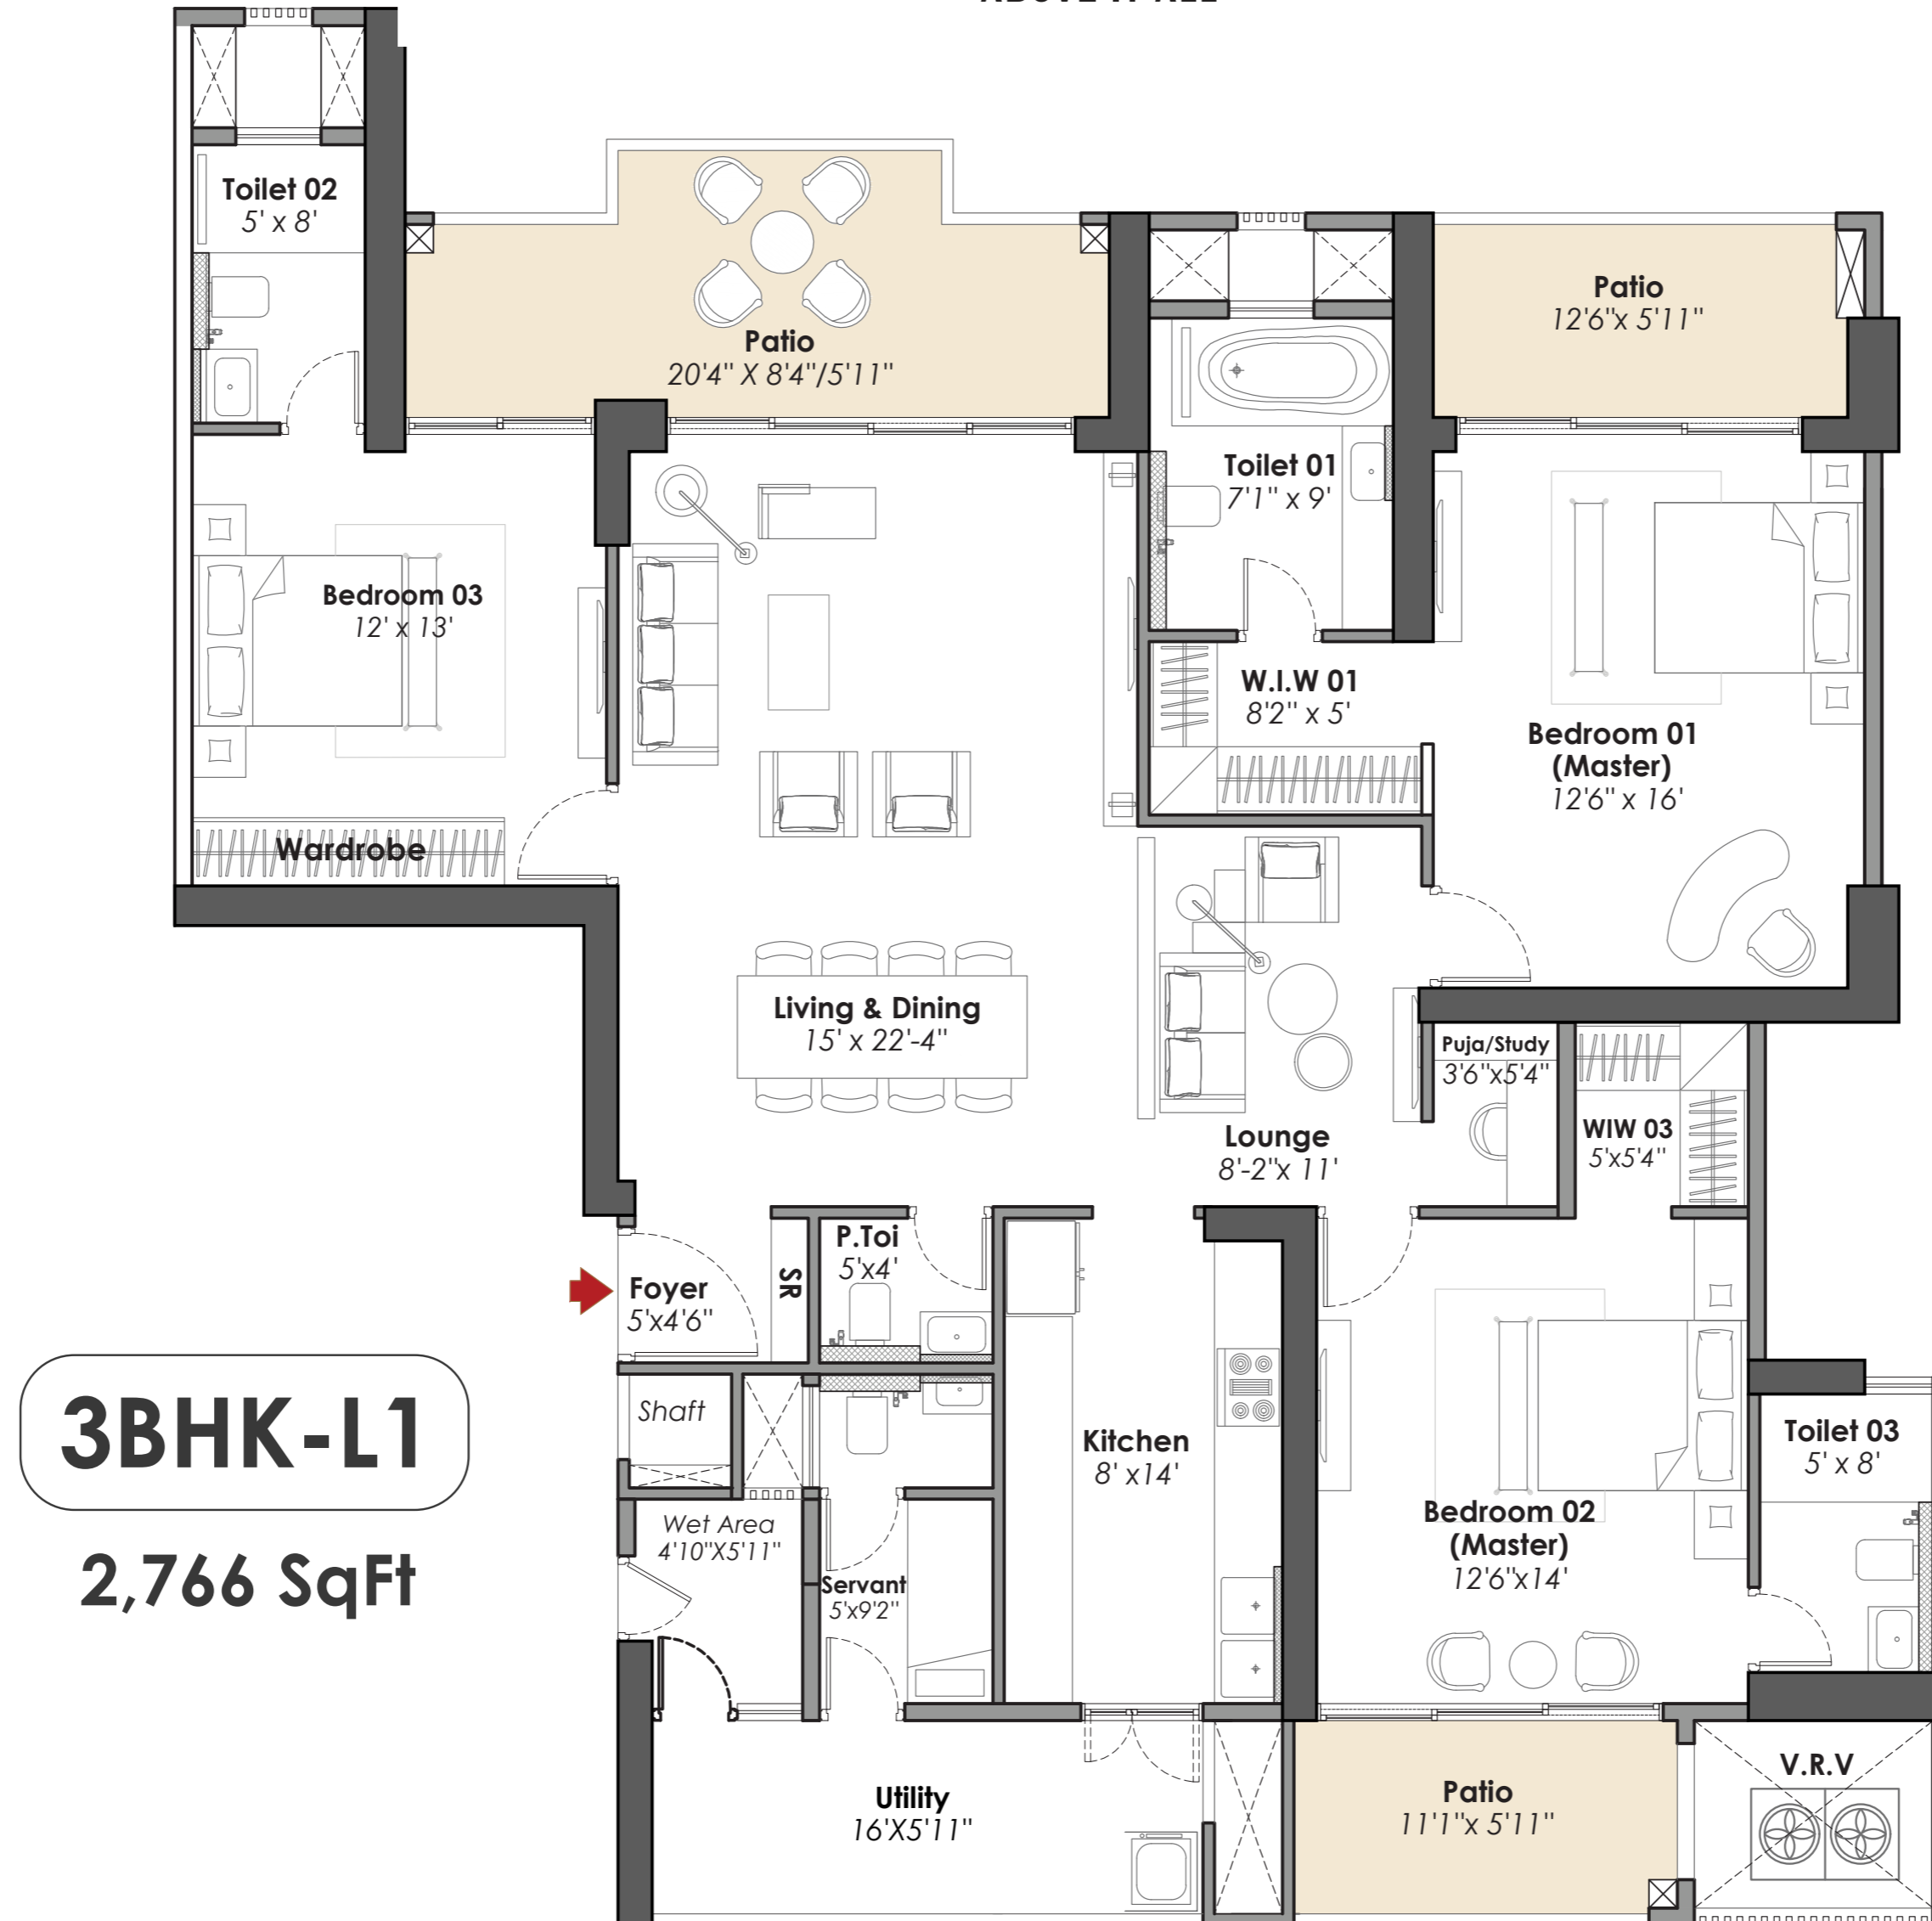 Toilet 02
5' x 8'
Patio
20'4" X 8'4"/5'11"
Patio
12'6"x 5'11"
Toilet 01
7'1" x 9'
Bedroom 03
12' x 13'
W.I.W 01
8'2" x 5'
Bedroom 01
(Master)
12'6" x 16'
Wardrobe
Living & Dining
15' x 22'-4"
Puja/Study
3'6"x5'4"
WIW 03
5'x5'4"
Lounge
8'-2"x 11'
P.Toi
5'x4'
SR
Foyer
5'x4'6"
Shaft
Kitchen
8' x14'
Toilet 03
5' x 8'
3BHK-L1
2,766 SqFt
Wet Area
4'10"X5'11"
Servant
5'x9'2"
Bedroom 02
(Master)
12'6"x14'
V.R.V
Utility
16'X5'11"
Patio
11'1"x 5'11"